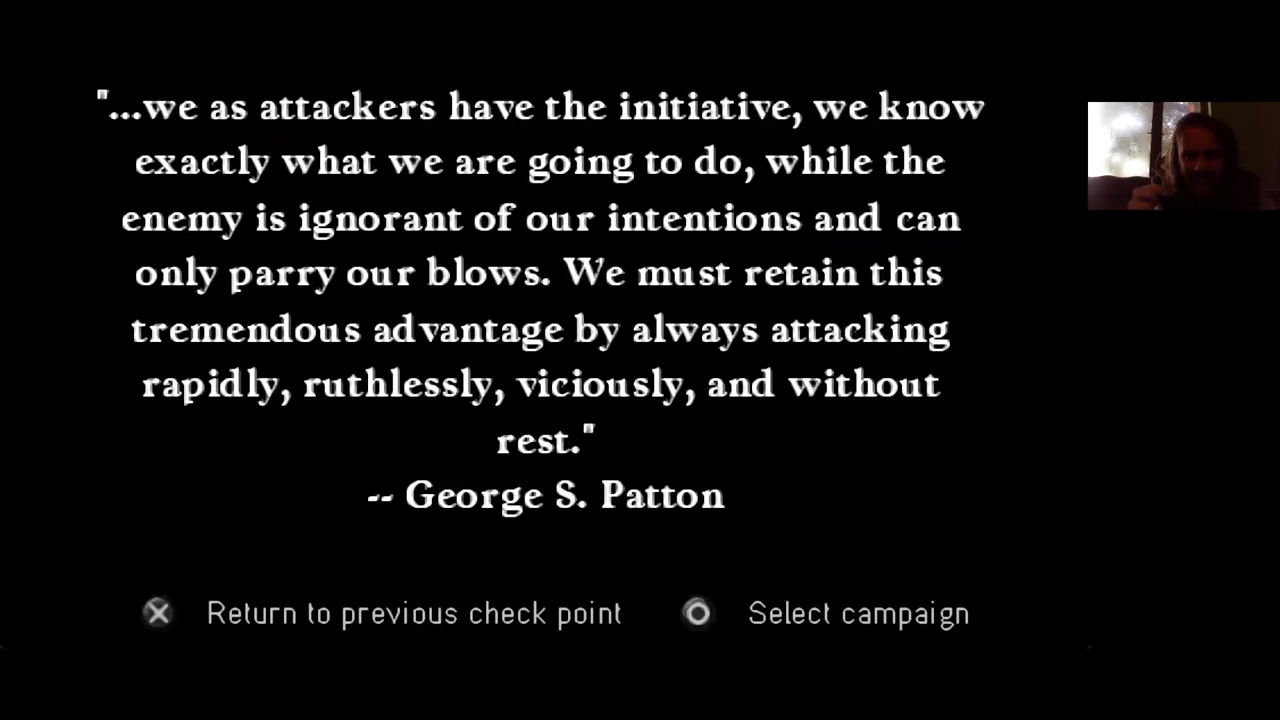 "...we as attackers have the initiative, we know
exactly what we are going to do, while the
enemy is ignorant of our intentions and can
only parry our blows. We must retain this
tremendous advantage by always attacking
rapidly, ruthlessly, viciously, and without
rest."
-- George S. Patton
Return to previous check point Select campaign